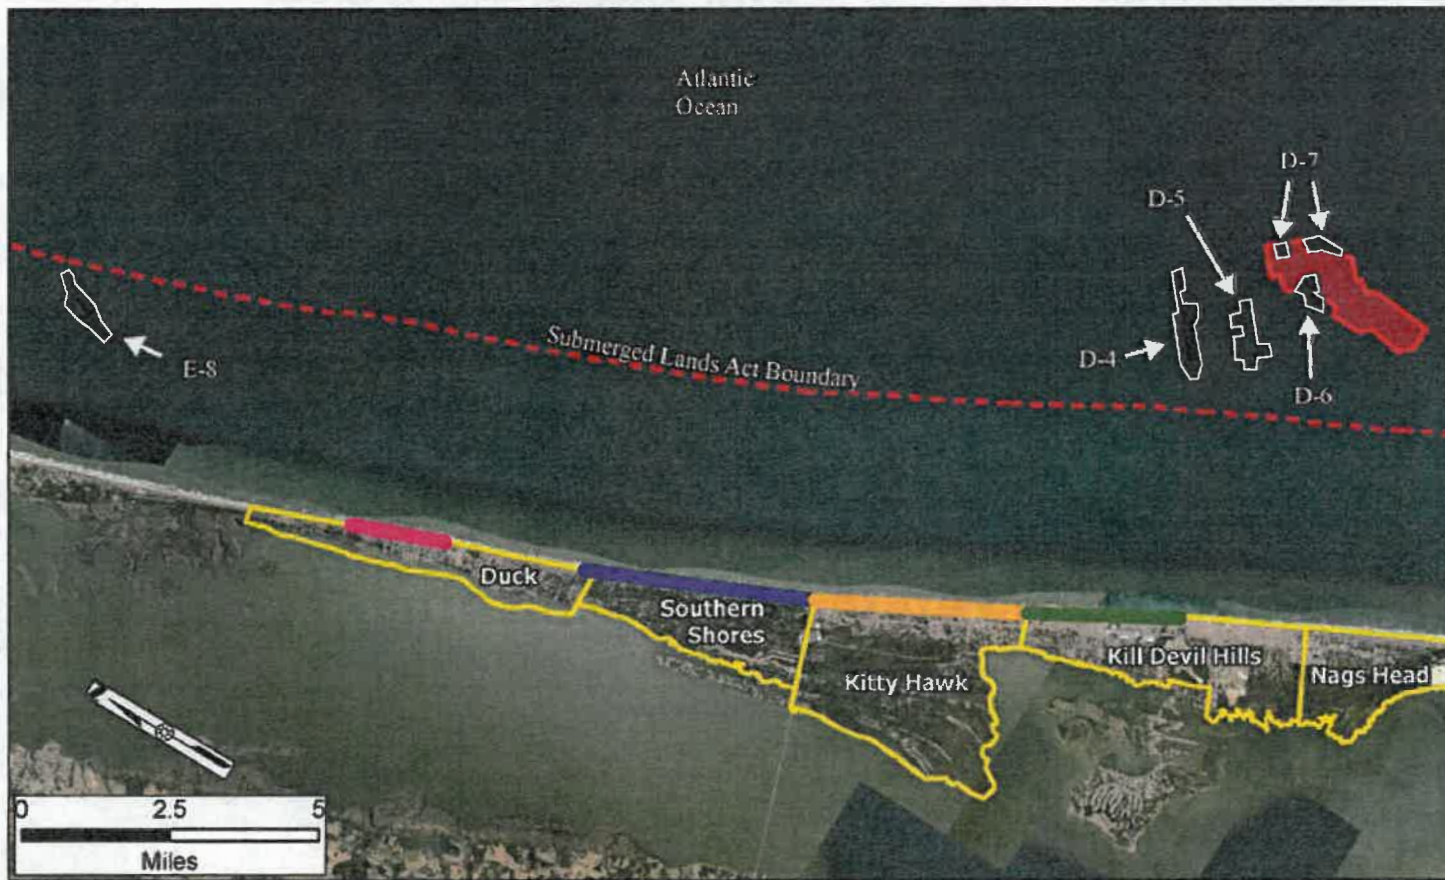 Atlantic
Ocean
D-7
D-5
E-8
Submerged Lands Act Boundary
D-4
D-6
Duck
Southern
Shores
Kitty Hawk
Kill Devil Hills
Nags Head
0 2.5 5
Miles